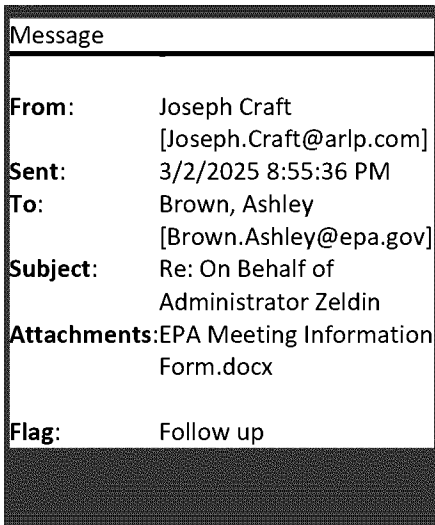 Message
From: Joseph Craft
[Joseph.Craft@arlp.com]
Sent: 3/2/2025 8:55:36 PM
To: Brown, Ashley
[Brown.Ashley@epa.gov]
Subject: Re: On Behalf of
Administrator Zeldin
Attachments:EPA Meeting Information
Form.docx
Flag: Follow up